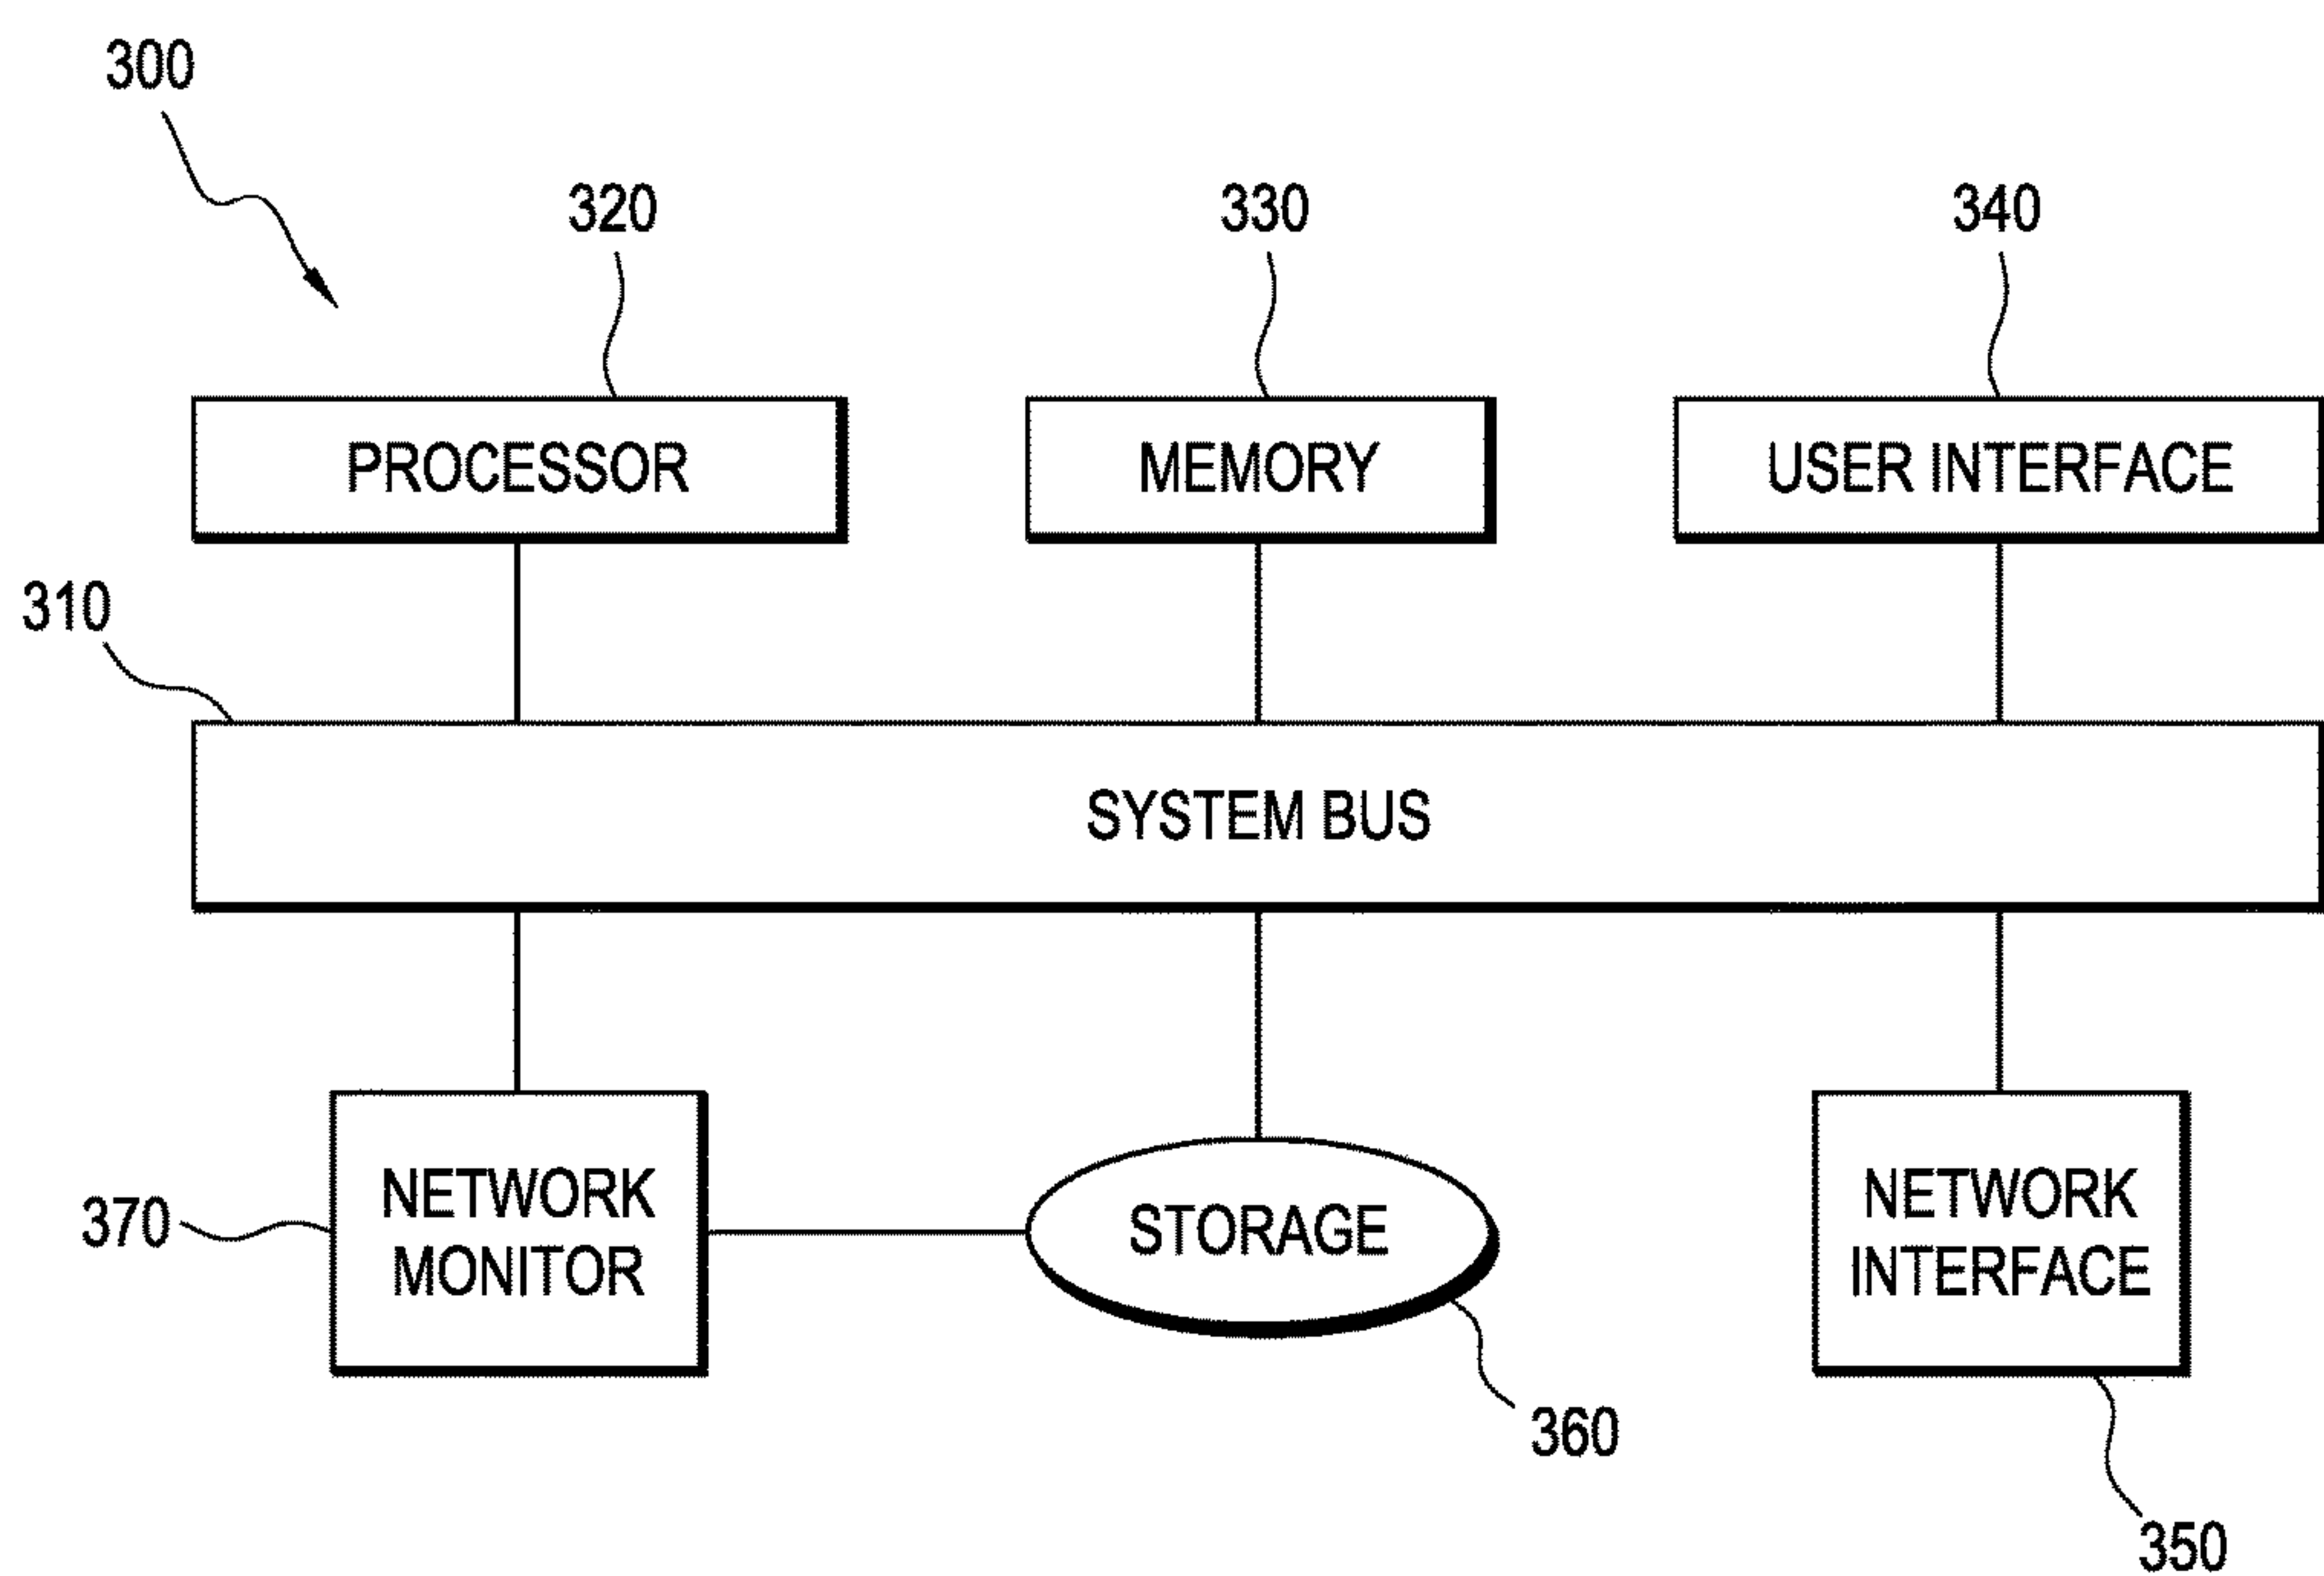 300
320
330
340
PROCESSOR
MEMORY
USER INTERFACE
310
SYSTEM BUS
370
NETWORK
MONITOR
STORAGE
NETWORK
INTERFACE
360
350